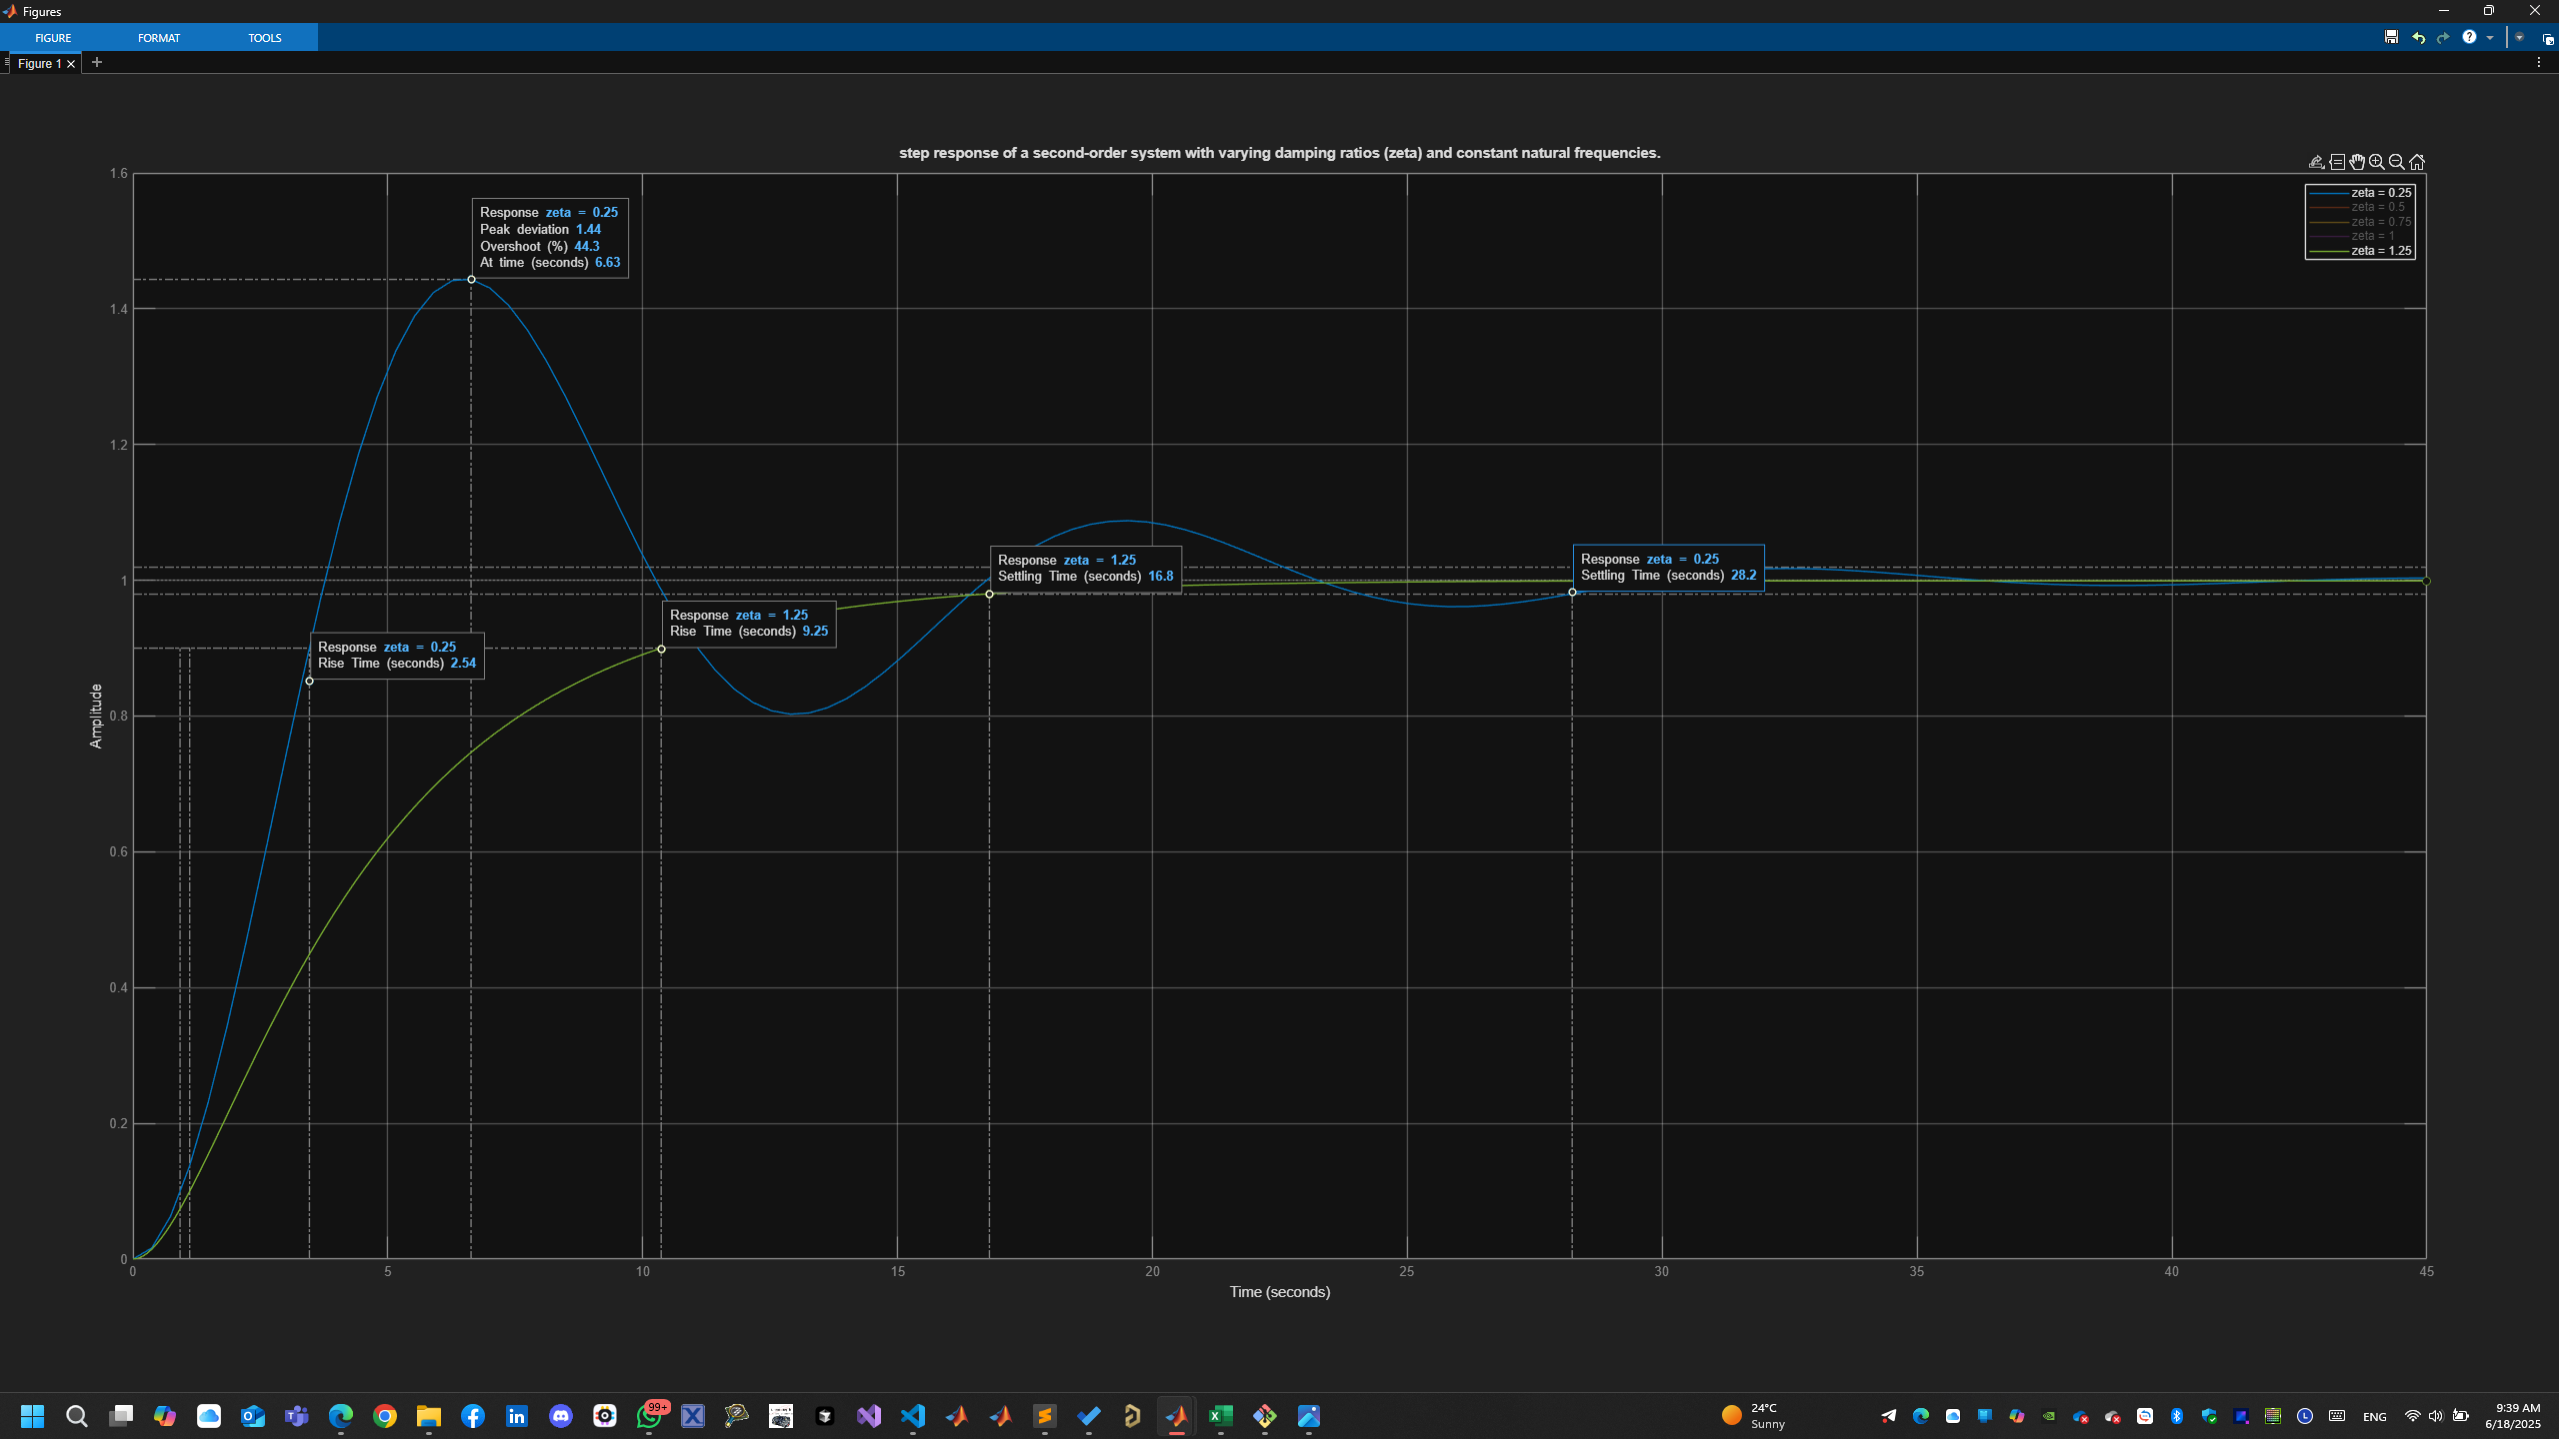 Figures
FIGURE FORMAT TOOLS
Figure 1
step response of a second-order system with varying damping ratios (zeta) and constant natural frequencies.
zeta = 0.25
zeta = 0.5
zeta = 0.75
zeta = 1
zeta = 1.25
1.6
1.4
1.2
1
0.8
0.6
0.4
0.2
0
Amplitude
Response zeta = 0.25
Peak deviation 1.44
Overshoot (%) 44.3
At time (seconds) 6.63
Response zeta = 0.25
Rise Time (seconds) 2.54
Response zeta = 1.25
Rise Time (seconds) 9.25
Response zeta = 1.25
Settling Time (seconds) 16.8
Response zeta = 0.25
Settling Time (seconds) 28.2
0 5 10 15 20 25 30 35 40 45
Time (seconds)
99+
24°C
Sunny
ENG
9:39 AM
6/18/2025